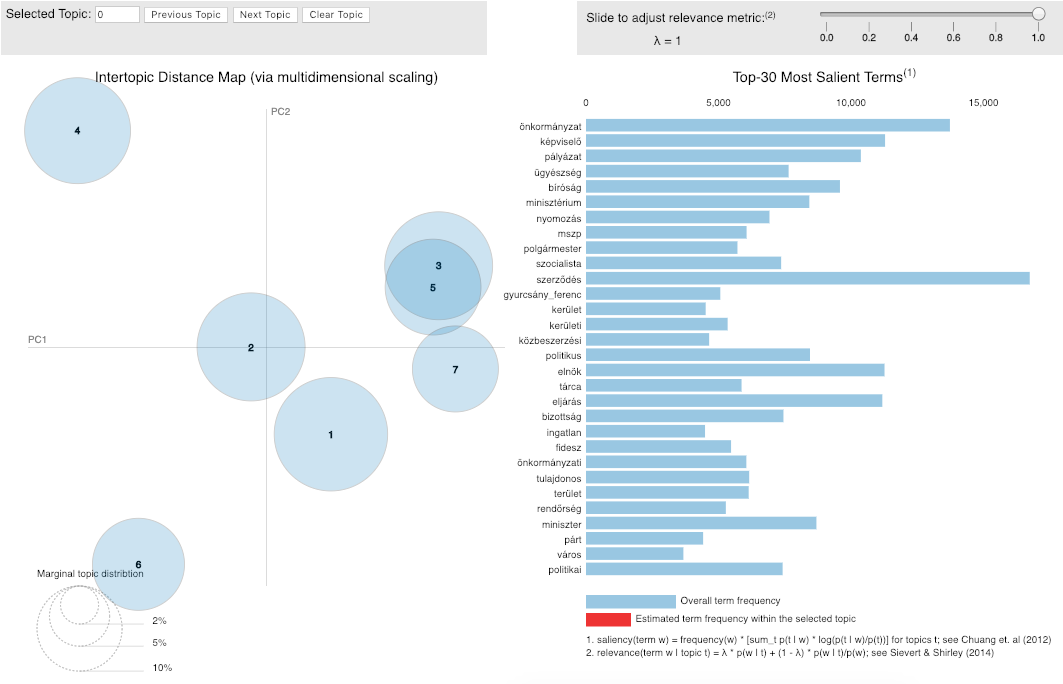 Selected Topic: 0 Previous Topic Next Topic Clear Topic
Slide to adjust relevance metric:(2)
λ = 1
0.0 0.2 0.4 0.6 0.8 1.0
Intertopic Distance Map (via multidimensional scaling)
PC2
PC1
4
3
5
2
7
1
6
Marginal topic distribtion
2%
5%
10%
Top-30 Most Salient Terms(1)
0 5,000 10,000 15,000
önkormányzat
képviselő
pályázat
ügyészség
bíróság
minisztérium
nyomozás
mszp
polgármester
szocialista
szerződés
gyurcsány_ferenc
kerület
kerületi
közbeszerzési
politikus
elnök
tárca
eljárás
bizottság
ingatlan
fidesz
önkormányzati
tulajdonos
terület
rendőrség
miniszter
párt
város
politikai
Overall term frequency
Estimated term frequency within the selected topic
1. saliency(term w) = frequency(w) * [sum_t p(t | w) * log(p(t | w)/p(t))] for topics t; see Chuang et. al (2012)
2. relevance(term w | topic t) = λ * p(w | t) + (1 - λ) * p(w | t)/p(w); see Sievert & Shirley (2014)